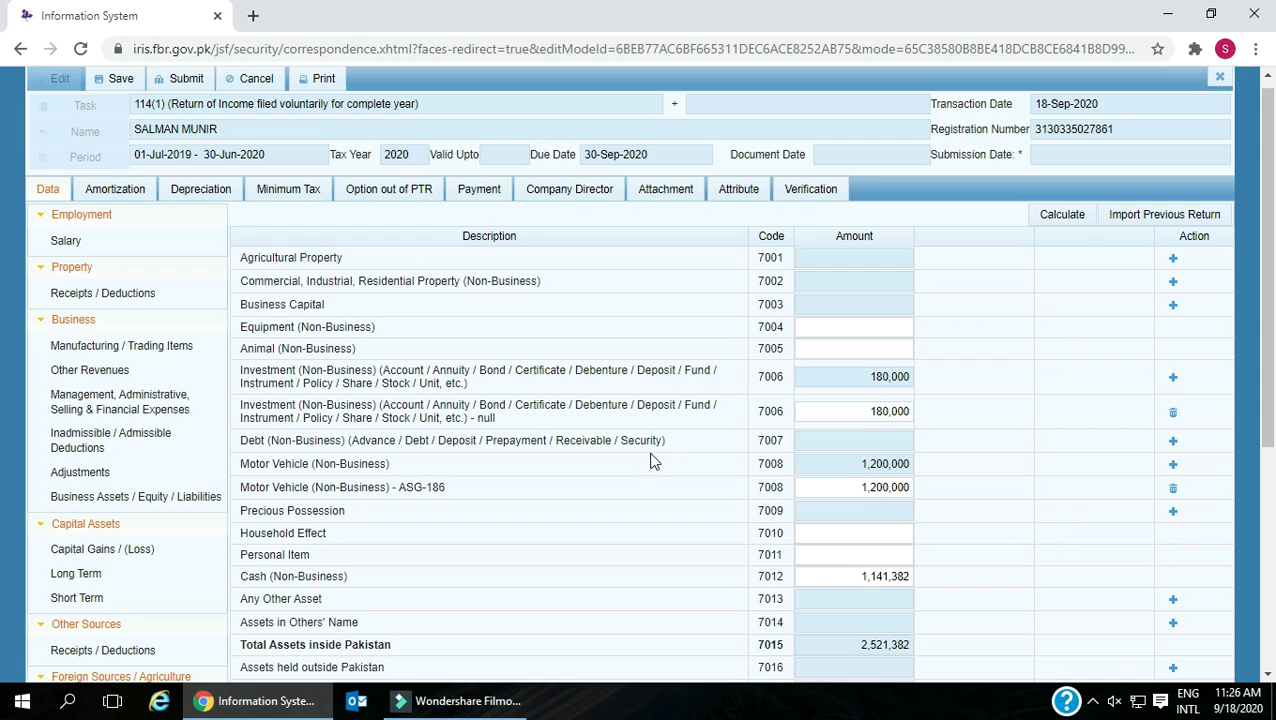 Information System
iris.fbr.gov.pk/jsf/security/correspondence.xhtml?faces-redirect=true&editModeId=6BEB77AC6BF665311DEC6ACE8252AB75&mode=65C38580B8BE418DCB8CE6841B8D99...
S
Edit Save Submit Cancel Print
Task 114(1) (Return of Income filed voluntarily for complete year) + Transaction Date 18-Sep-2020
Name SALMAN MUNIR Registration Number 3130335027861
Period 01-Jul-2019 - 30-Jun-2020 Tax Year 2020 Valid Upto Due Date 30-Sep-2020 Document Date Submission Date: *
Data Amortization Depreciation Minimum Tax Option out of PTR Payment Company Director Attachment Attribute Verification
Employment
Salary
Property
Receipts / Deductions
Business
Manufacturing / Trading Items
Other Revenues
Management, Administrative,
Selling & Financial Expenses
Inadmissible / Admissible
Deductions
Adjustments
Business Assets / Equity / Liabilities
Capital Assets
Capital Gains / (Loss)
Long Term
Short Term
Other Sources
Receipts / Deductions
Foreign Sources / Agriculture
Calculate Import Previous Return
Description Code Amount Action
Agricultural Property 7001
Commercial, Industrial, Residential Property (Non-Business) 7002
Business Capital 7003
Equipment (Non-Business) 7004
Animal (Non-Business) 7005
Investment (Non-Business) (Account / Annuity / Bond / Certificate / Debenture / Deposit / Fund /
Instrument / Policy / Share / Stock / Unit, etc.) 7006 180,000
Investment (Non-Business) (Account / Annuity / Bond / Certificate / Debenture / Deposit / Fund /
Instrument / Policy / Share / Stock / Unit, etc.) - null 7006 180,000
Debt (Non-Business) (Advance / Debt / Deposit / Prepayment / Receivable / Security) 7007
Motor Vehicle (Non-Business) 7008 1,200,000
Motor Vehicle (Non-Business) - ASG-186 7008 1,200,000
Precious Possession 7009
Household Effect 7010
Personal Item 7011
Cash (Non-Business) 7012 1,141,382
Any Other Asset 7013
Assets in Others' Name 7014
Total Assets inside Pakistan 7015 2,521,382
Assets held outside Pakistan 7016
Information Syste... Wondershare Filmo...
ENG 11:26 AM
INTL 9/18/2020